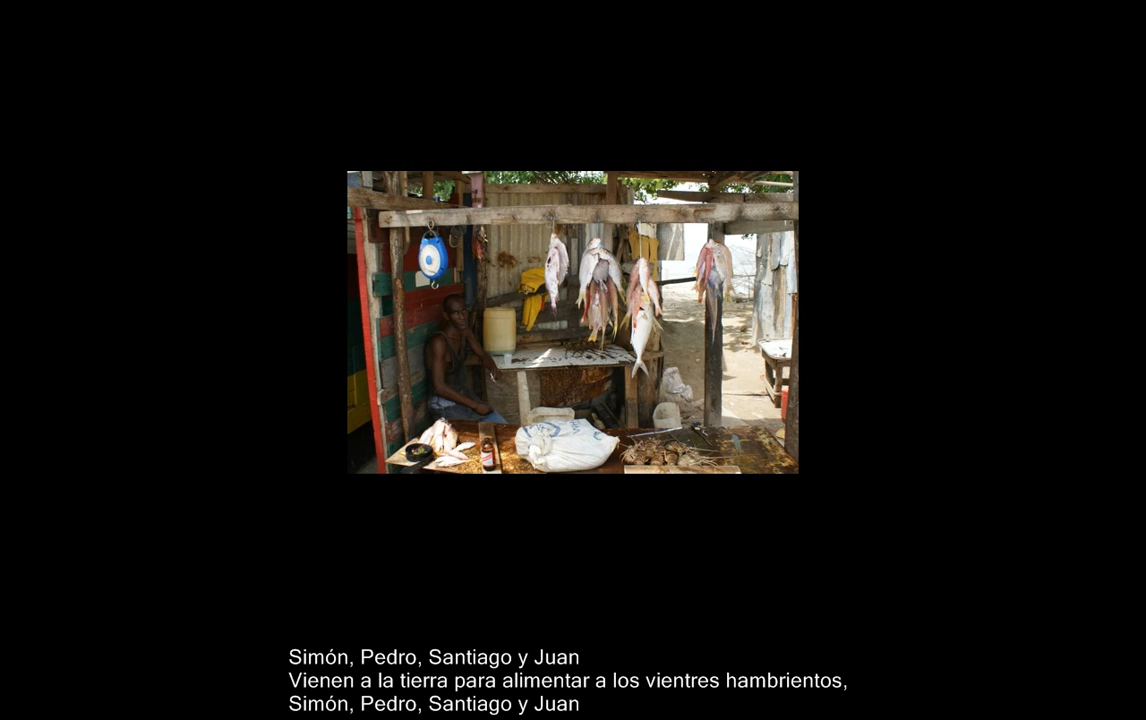 Simón, Pedro, Santiago y Juan
Vienen a la tierra para alimentar a los vientres hambrientos,
Simón, Pedro, Santiago y Juan